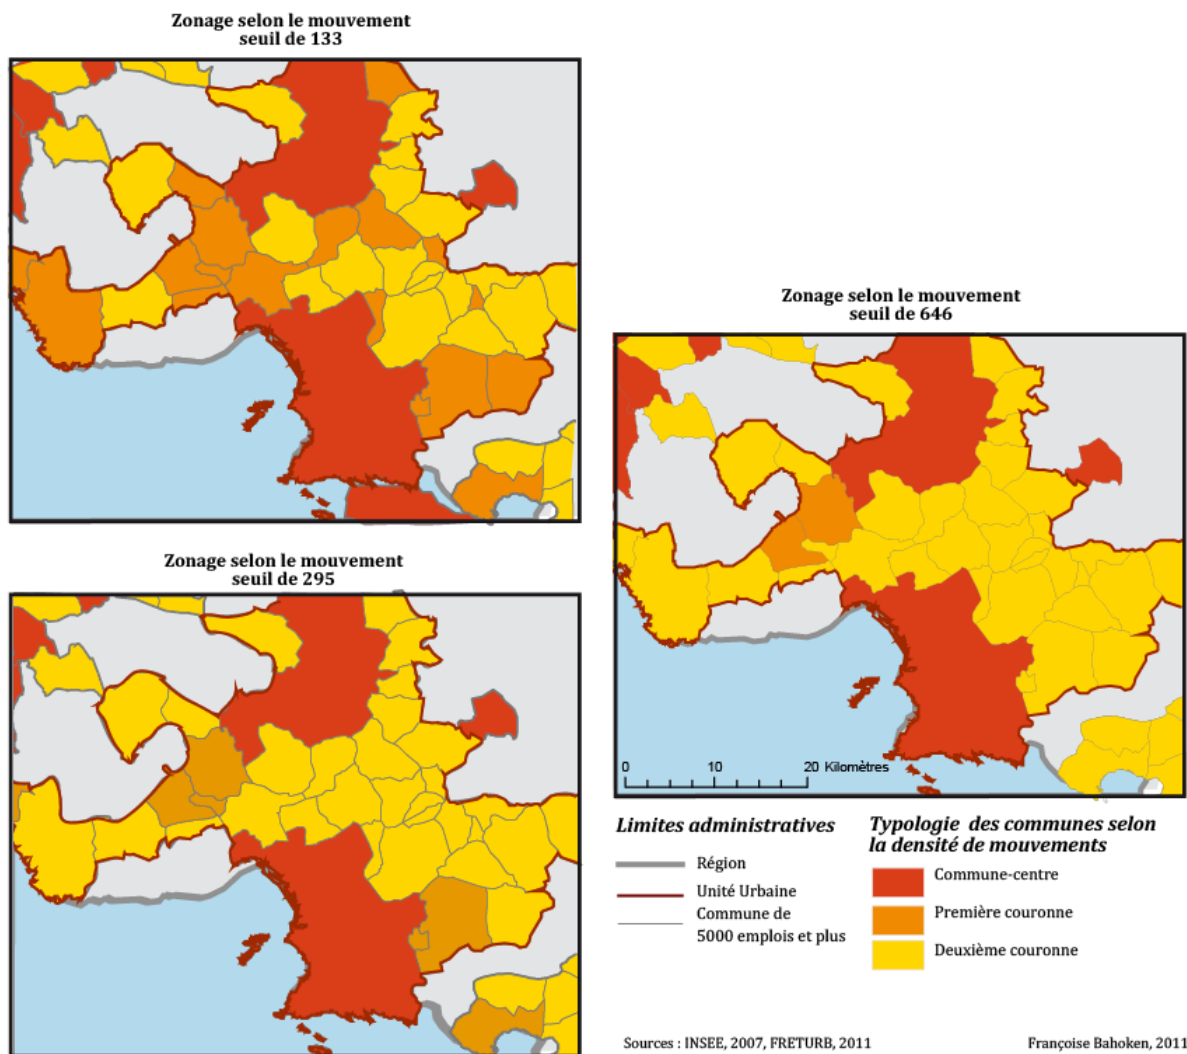 Zonage selon le mouvement
seuil de 133
Zonage selon le mouvement
seuil de 295
Zonage selon le mouvement
seuil de 646
0 10 20 Kilomètres
Limites administratives
Région
Unité Urbaine
Commune de
5000 emplois et plus
Typologie des communes selon
la densité de mouvements
Commune-centre
Première couronne
Deuxième couronne
Sources : INSEE, 2007, FRETURB, 2011
Françoise Bahoken, 2011